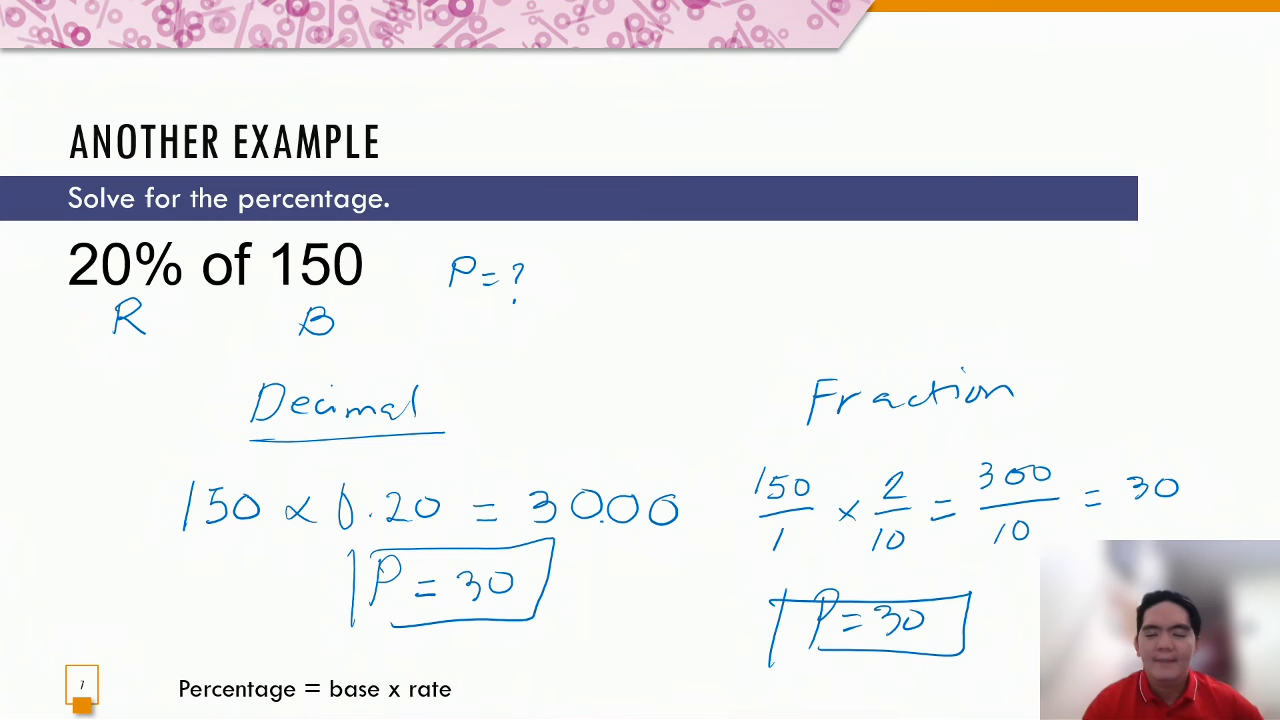 ANOTHER EXAMPLE
Solve for the percentage.
20% of 150 P = ?
R B
Decimal
150 × 0.20 = 30.00
P = 30
Fraction
150/1 × 2/10 = 300/10 = 30
P = 30
1
Percentage = base x rate